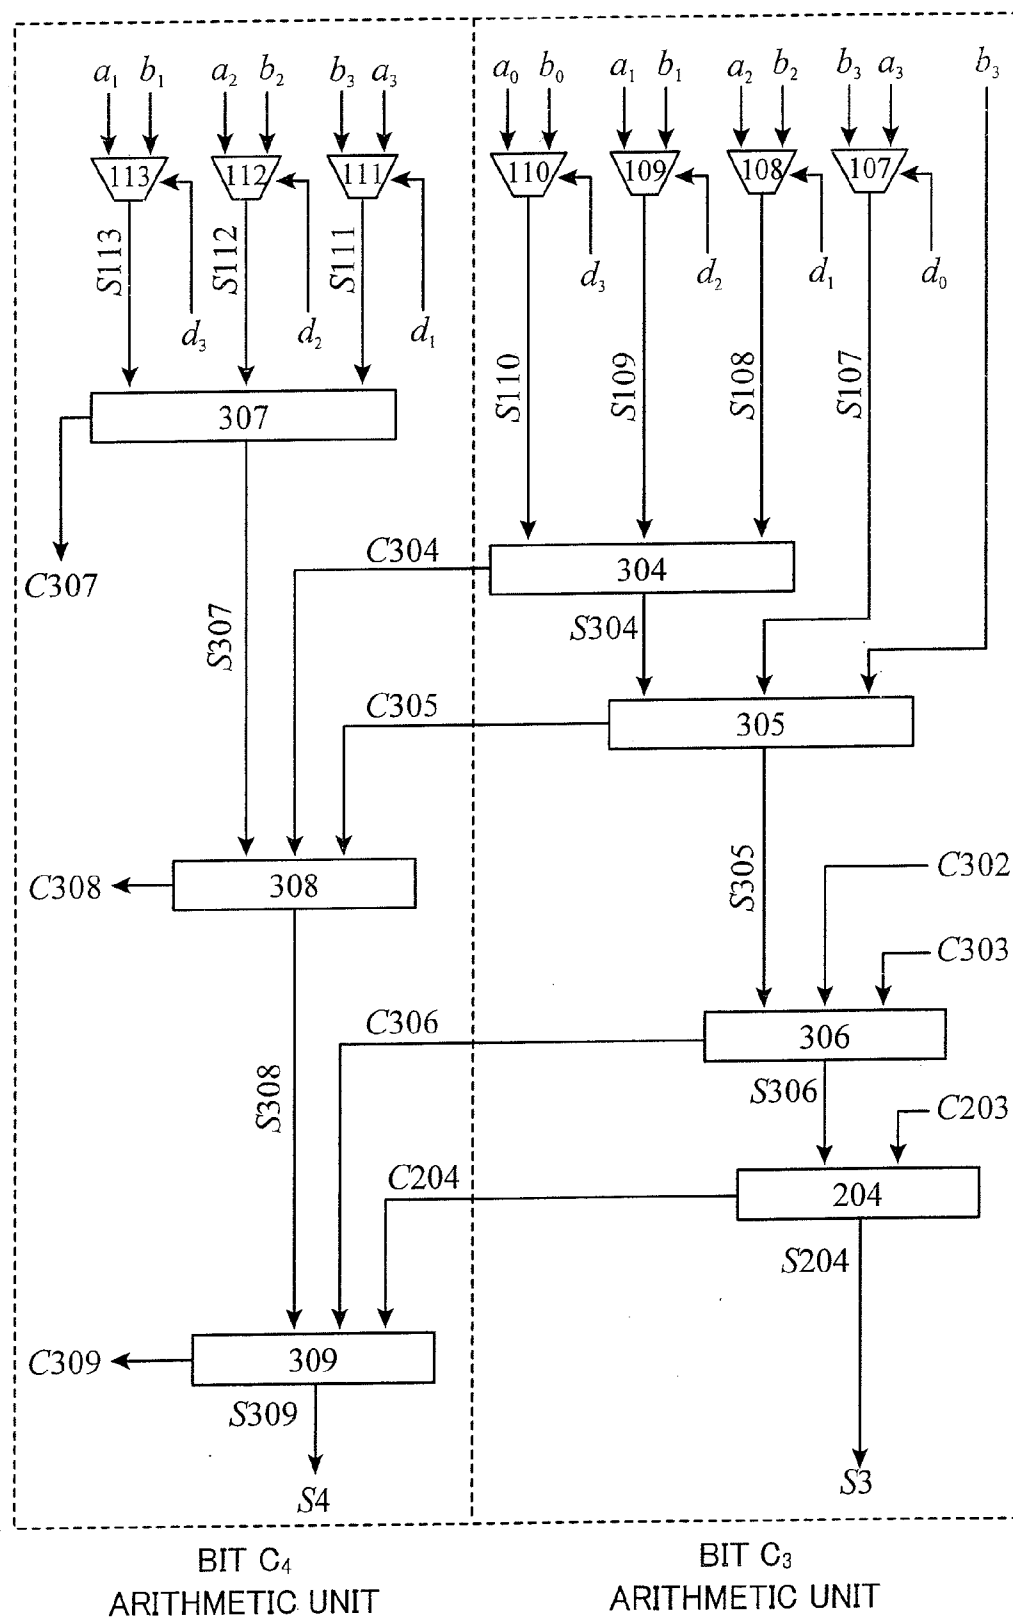 a₁ b₁ a₂ b₂ b₃ a₃ a₀ b₀ a₁ b₁ a₂ b₂ b₃ a₃ b₃
113 112 111 110 109 108 107
S113 S112 S111
d₃ d₂ d₁ d₀
d₃ d₂ d₁
S110 S109 S108 S107
307
C304 304
C307
S307 S304
C305 305
S305
C308 308 C302
C303
C306 306
S308 S306 C203
C204 204
S204
C309 309
S309
S4 S3
BIT C₄ BIT C₃
ARITHMETIC UNIT ARITHMETIC UNIT